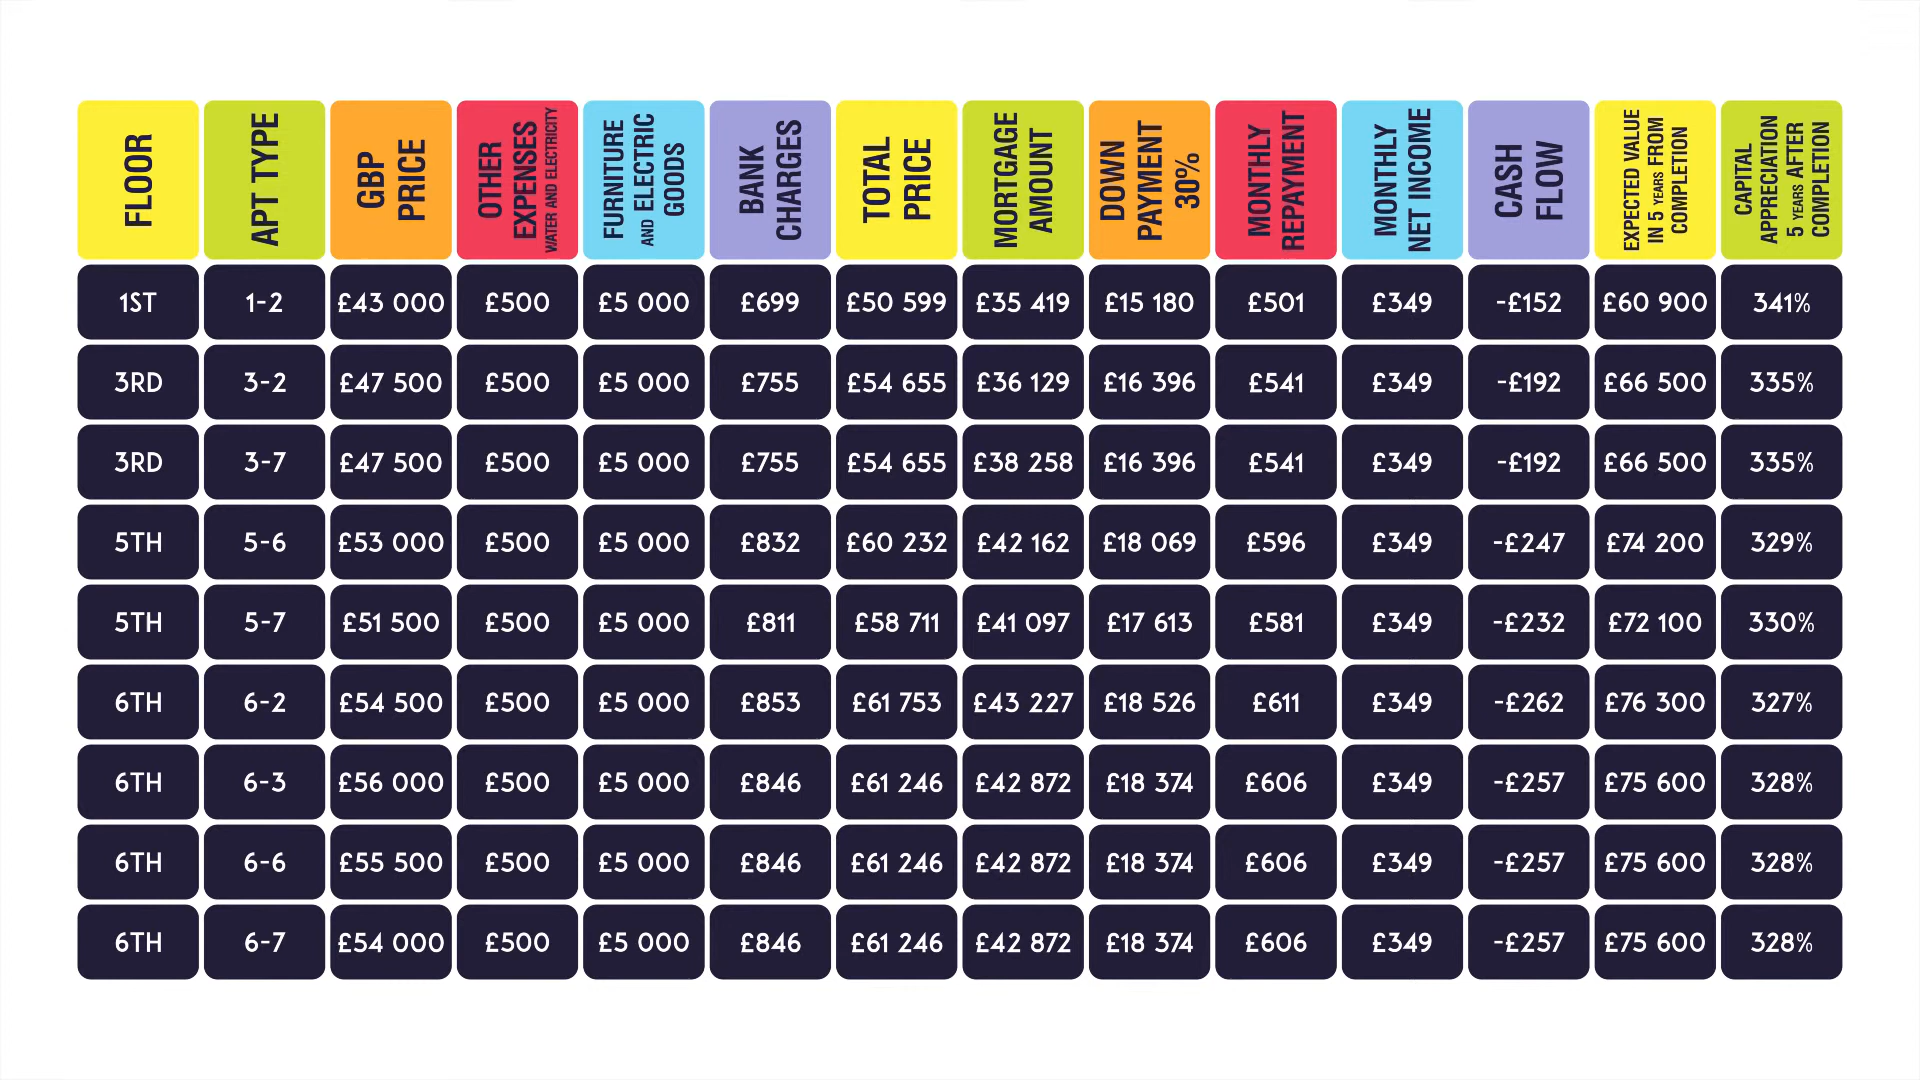 FLOOR
APT TYPE
GBP
PRICE
OTHER
EXPENSES
WATER AND ELECTRICITY
FURNITURE
AND ELECTRIC
GOODS
BANK
CHARGES
TOTAL
PRICE
MORTGAGE
AMOUNT
DOWN
PAYMENT
30%
MONTHLY
REPAYMENT
MONTHLY
NET INCOME
CASH
FLOW
EXPECTED VALUE
IN 5 YEARS FROM
COMPLETION
CAPITAL
APPRECIATION
5 YEARS AFTER
COMPLETION
1ST 1-2 £43 000 £500 £5 000 £699 £50 599 £35 419 £15 180 £501 £349 -£152 £60 900 341%
3RD 3-2 £47 500 £500 £5 000 £755 £54 655 £36 129 £16 396 £541 £349 -£192 £66 500 335%
3RD 3-7 £47 500 £500 £5 000 £755 £54 655 £38 258 £16 396 £541 £349 -£192 £66 500 335%
5TH 5-6 £53 000 £500 £5 000 £832 £60 232 £42 162 £18 069 £596 £349 -£247 £74 200 329%
5TH 5-7 £51 500 £500 £5 000 £811 £58 711 £41 097 £17 613 £581 £349 -£232 £72 100 330%
6TH 6-2 £54 500 £500 £5 000 £853 £61 753 £43 227 £18 526 £611 £349 -£262 £76 300 327%
6TH 6-3 £56 000 £500 £5 000 £846 £61 246 £42 872 £18 374 £606 £349 -£257 £75 600 328%
6TH 6-6 £55 500 £500 £5 000 £846 £61 246 £42 872 £18 374 £606 £349 -£257 £75 600 328%
6TH 6-7 £54 000 £500 £5 000 £846 £61 246 £42 872 £18 374 £606 £349 -£257 £75 600 328%